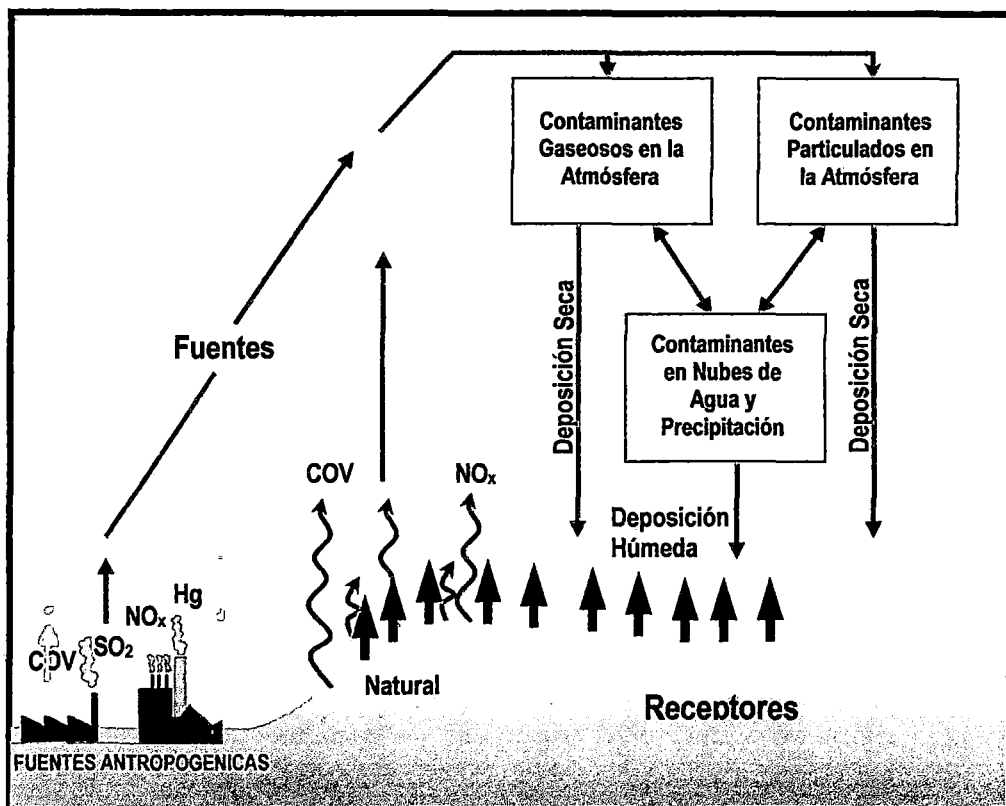 Contaminantes
Gaseosos en la
Atmósfera
Contaminantes
Particulados en
la Atmósfera
Deposición Seca
Deposición Seca
Fuentes
Contaminantes
en Nubes de
Agua y
Precipitación
COV
NOₓ
Deposición
Húmeda
Hg
NOₓ
SO₂
COV
Natural
Receptores
FUENTES ANTROPOGENICAS